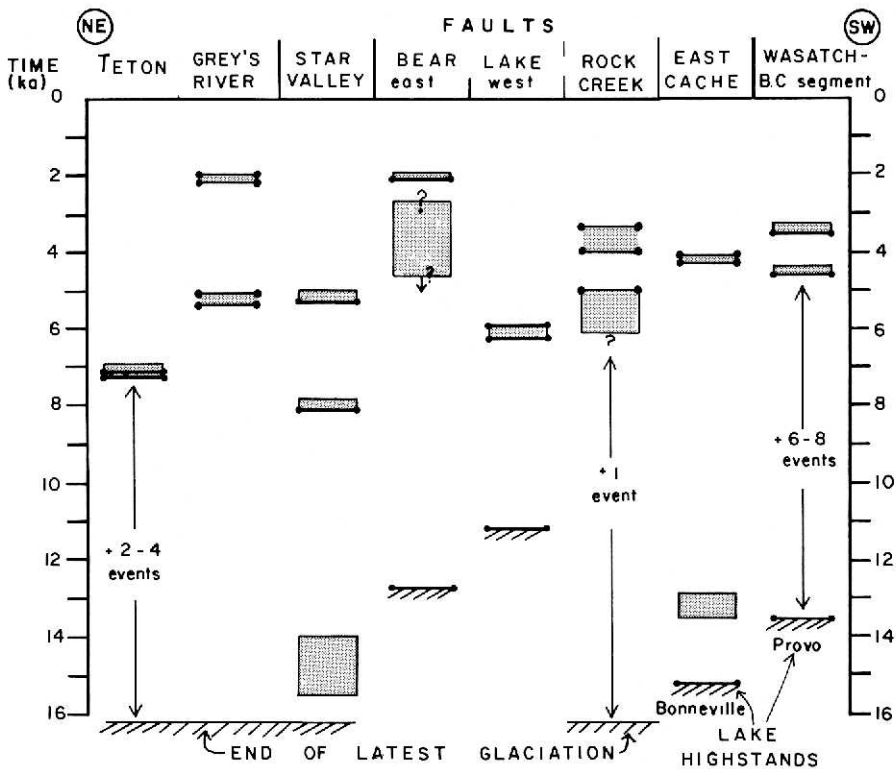 NE
FAULTS
SW
TIME
(ka)
TETON
GREY'S
RIVER
STAR
VALLEY
BEAR
east
LAKE
west
ROCK
CREEK
EAST
CACHE
WASATCH-
B.C segment
0
0
2
2
?
4
4
?
6
6
?
8
8
+6-8
events
+1
event
10
10
+2-4
events
12
12
14
14
Provo
16
Bonneville
16
END OF LATEST GLACIATION
LAKE
HIGHSTANDS